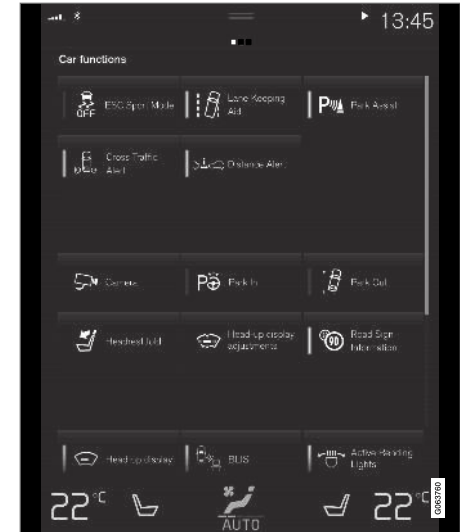 13:45
Car functions
OFF
ESC Sport Mode
Lane Keeping
Aid
P
Park Assist
Cross Traffic
Alert
Distance Alert
Camera
P
Park In
Park Out
Headrest fold
Head-up display
adjustments
90
Road Sign
Information
Head-up display
BLIS
Active Bending
Lights
22°C
AUTO
22°C
G063760